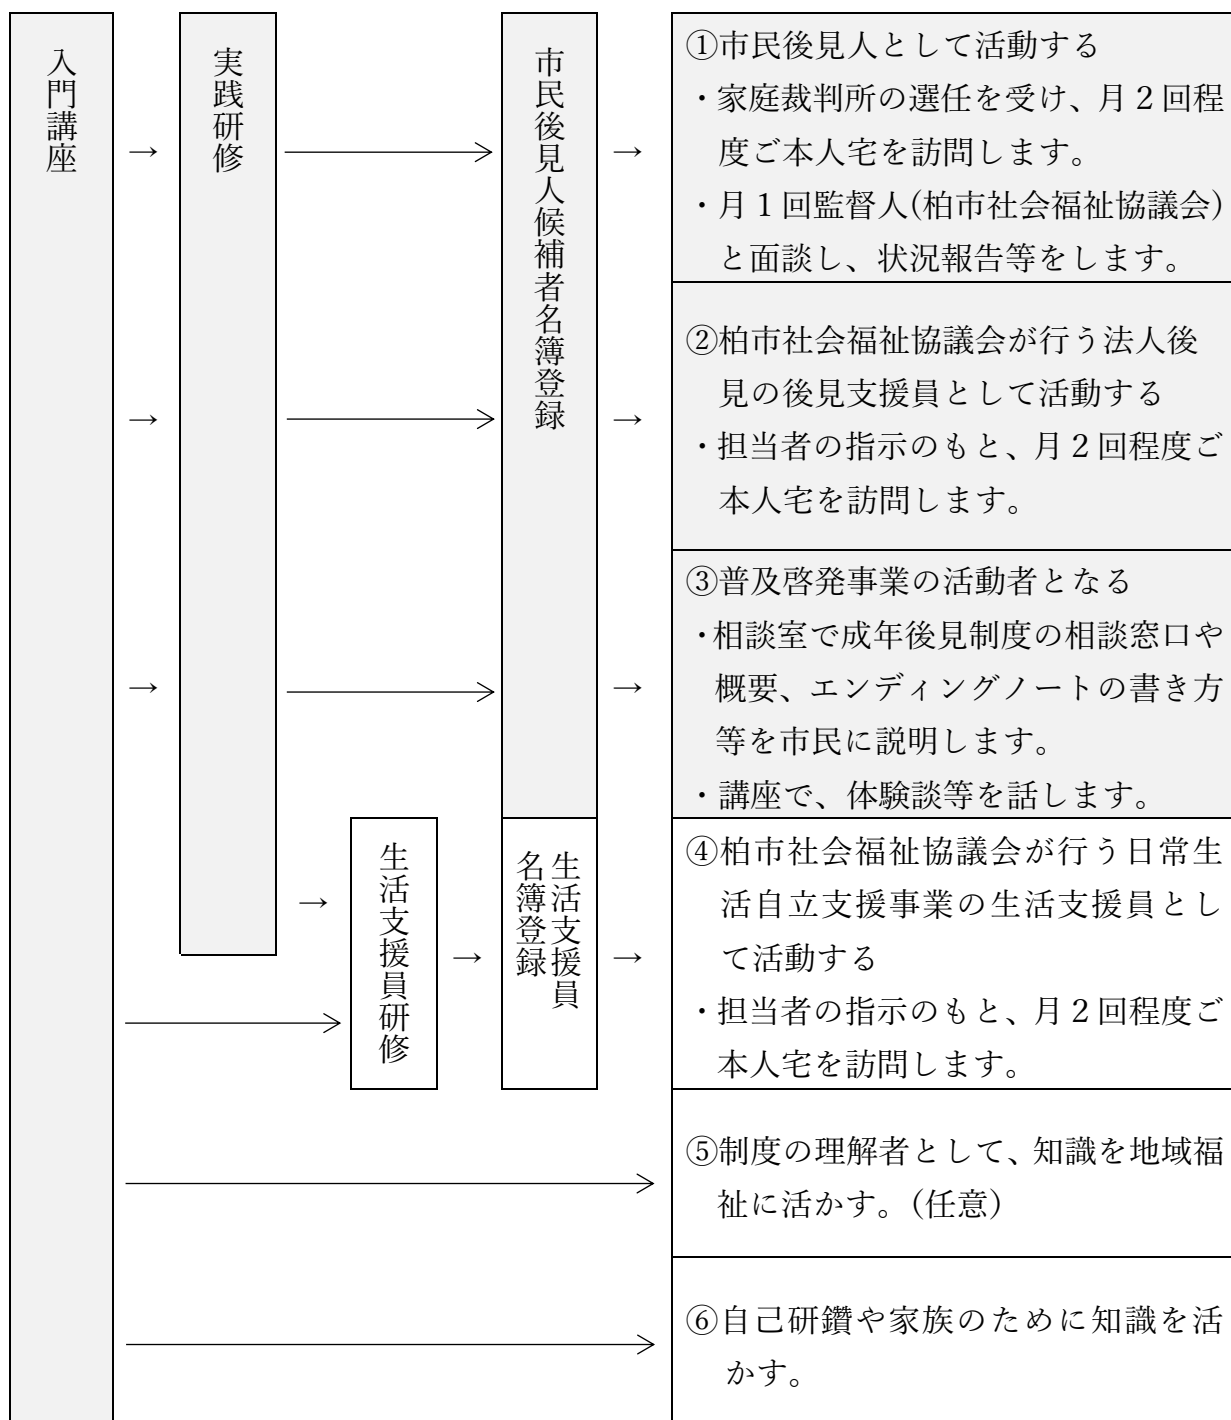 入門講座
→
実践研修
→
市民後見人候補者名簿登録
→
①市民後見人として活動する
・家庭裁判所の選任を受け、月２回程
度ご本人宅を訪問します。
・月１回監督人(柏市社会福祉協議会)
と面談し、状況報告等をします。
→
→
→
②柏市社会福祉協議会が行う法人後
見の後見支援員として活動する
・担当者の指示のもと、月２回程度ご
本人宅を訪問します。
→
→
→
③普及啓発事業の活動者となる
・相談室で成年後見制度の相談窓口や
概要、エンディングノートの書き方
等を市民に説明します。
・講座で、体験談等を話します。
→
生活支援員研修
→
生活支援員
名簿登録
→
④柏市社会福祉協議会が行う日常生
活自立支援事業の生活支援員とし
て活動する
・担当者の指示のもと、月２回程度ご
本人宅を訪問します。
→
→
⑤制度の理解者として、知識を地域福
祉に活かす。(任意)
→
⑥自己研鑽や家族のために知識を活
かす。